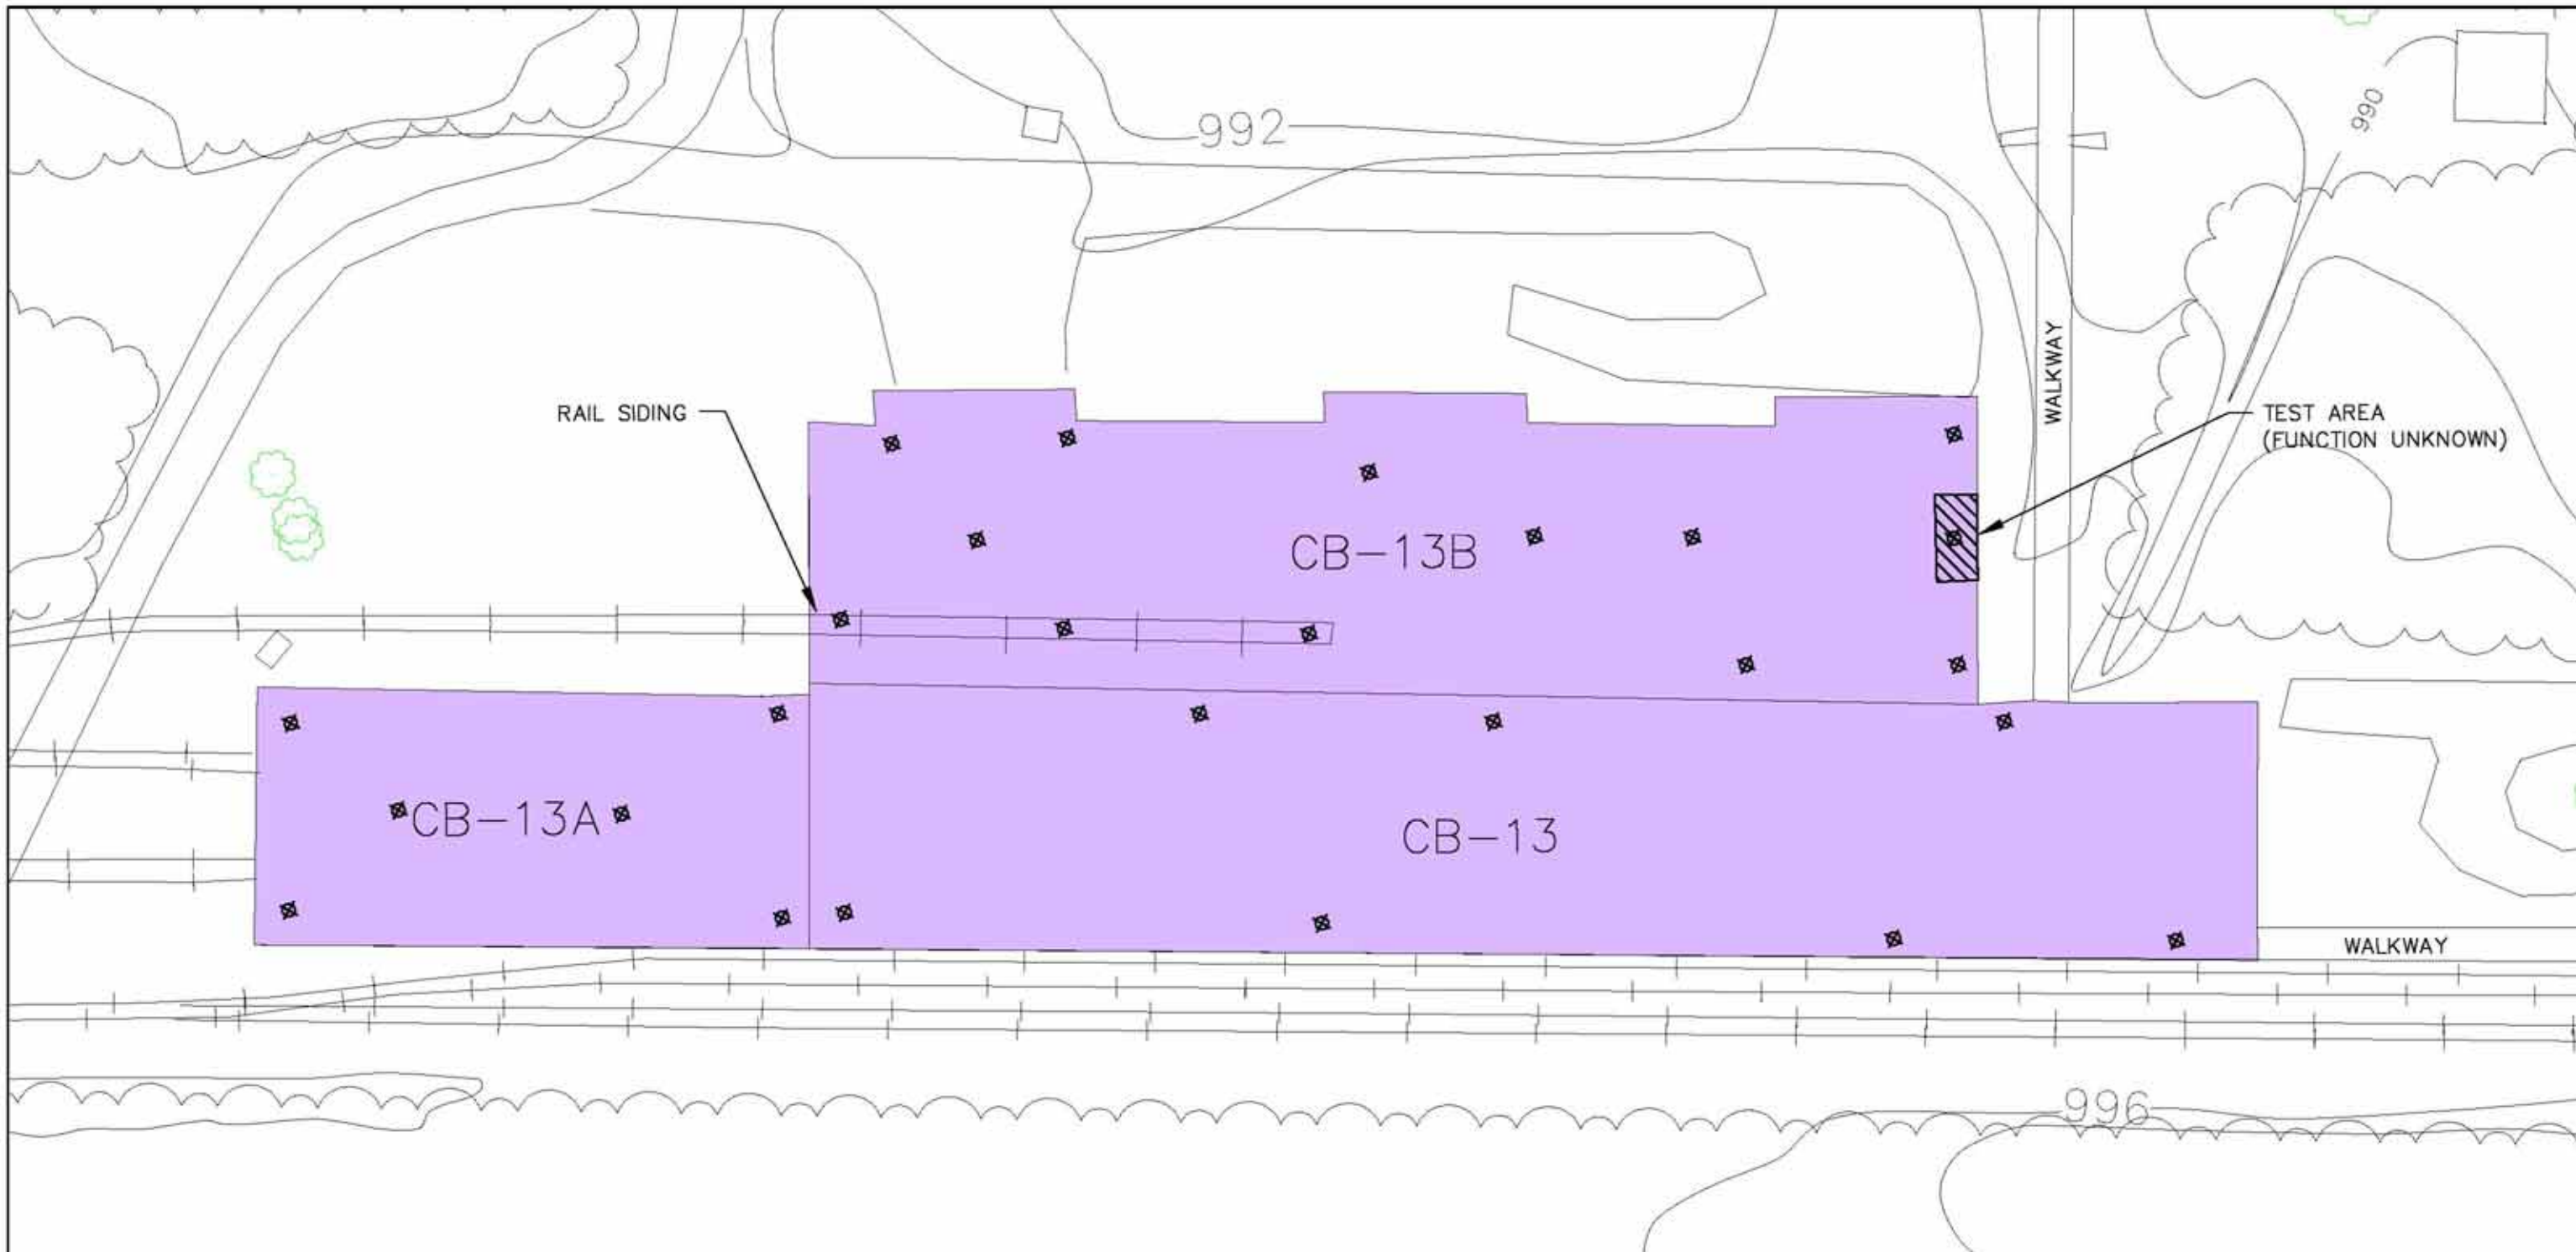 992
990
WALKWAY
RAIL SIDING
TEST AREA
(FUNCTION UNKNOWN)
CB-13B
CB-13A
CB-13
WALKWAY
996